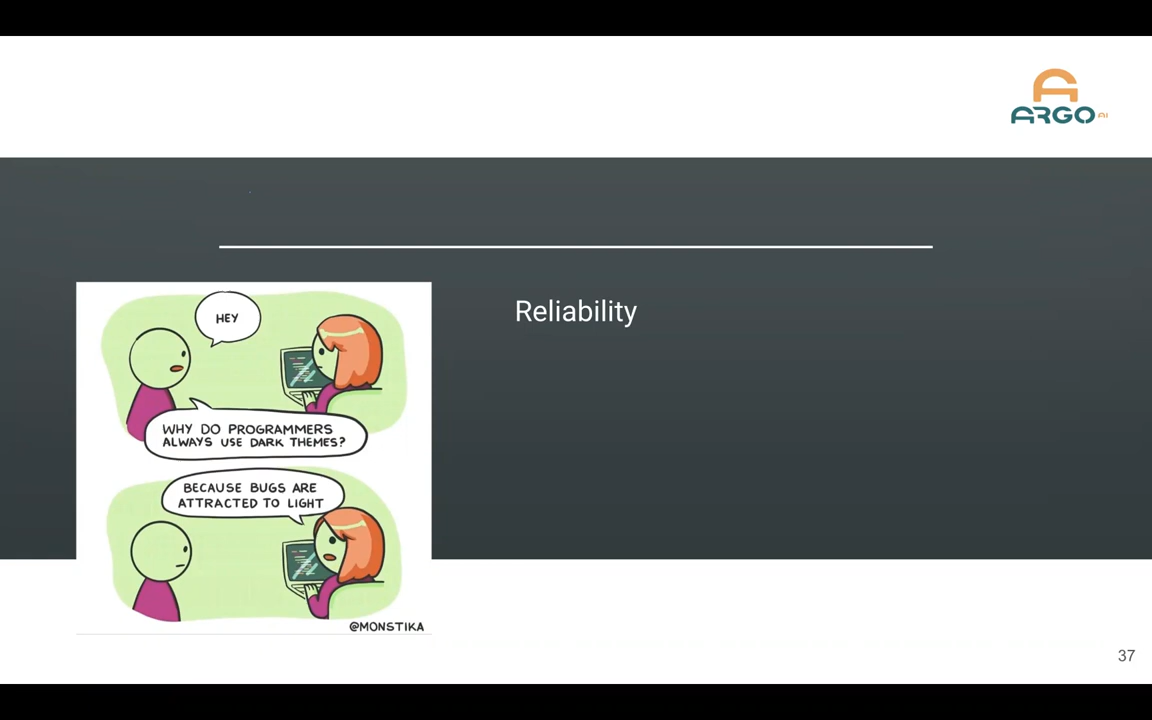 ARGO AI
Reliability
HEY
WHY DO PROGRAMMERS
ALWAYS USE DARK THEMES?
BECAUSE BUGS ARE
ATTRACTED TO LIGHT
@MONSTIKA
37